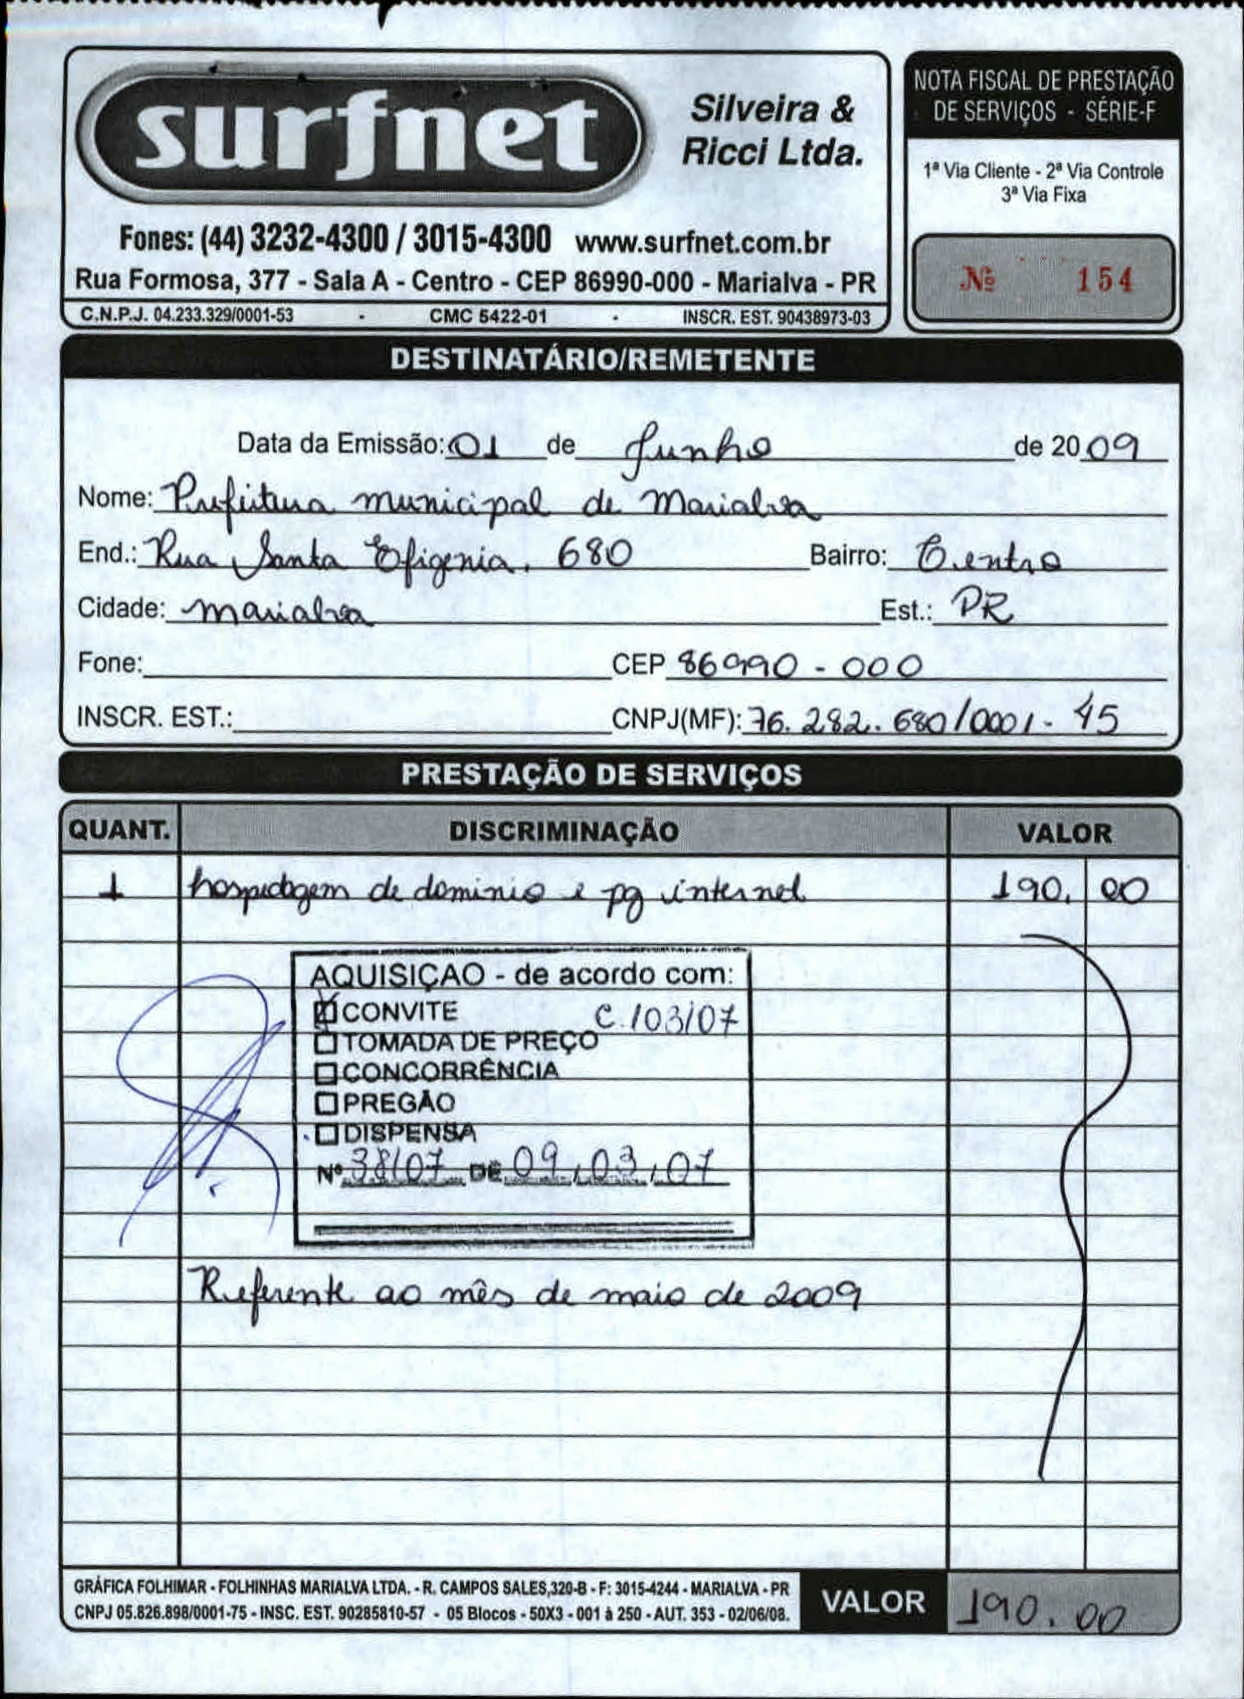 surfnet
Silveira &
Ricci Ltda.
Fones: (44) 3232-4300 / 3015-4300 www.surfnet.com.br
Rua Formosa, 377 - Sala A - Centro - CEP 86990-000 - Marialva - PR
C.N.P.J. 04.233.329/0001-53 - CMC 5422-01 - INSCR. EST. 90438973-03
NOTA FISCAL DE PRESTAÇÃO
DE SERVIÇOS - SÉRIE-F
1ª Via Cliente - 2ª Via Controle
3ª Via Fixa
Nº 154
DESTINATÁRIO/REMETENTE
Data da Emissão: 01 de Junho de 2009
Nome: Prefeitura municipal de Marialva
End.: Rua Santa Efigenia, 680 Bairro: Centro
Cidade: marialva Est.: PR
Fone: CEP 86990-000
INSCR. EST.: CNPJ(MF): 76.282.680/0001-45
PRESTAÇÃO DE SERVIÇOS
QUANT. DISCRIMINAÇÃO VALOR
1 hospedagem de dominio e pg internet 190,00
AQUISIÇAO - de acordo com:
CONVITE C.103/07
TOMADA DE PREÇO
CONCORRÊNCIA
PREGÃO
DISPENSA
Nº 38/07 DE 09/03/07
Referente ao mês de maio de 2009
GRÁFICA FOLHIMAR - FOLHINHAS MARIALVA LTDA. - R. CAMPOS SALES,320-B - F: 3015-4244 - MARIALVA - PR
CNPJ 05.826.898/0001-75 - INSC. EST. 90285810-57 - 05 Blocos - 50X3 - 001 à 250 - AUT. 353 - 02/06/08.
VALOR 190.00